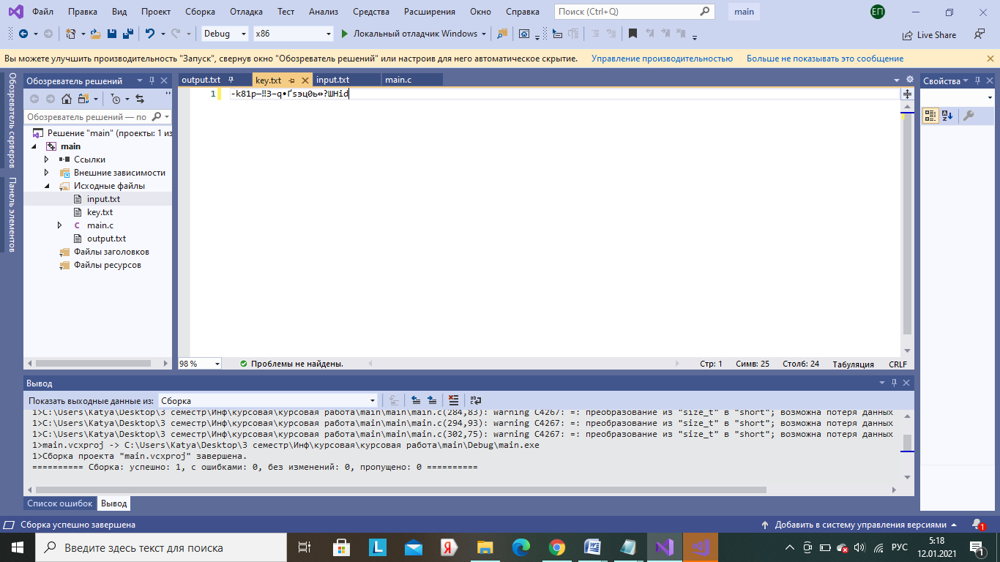 Файл Правка Вид Проект Сборка Отладка Тест Анализ Средства Расширения Окно Справка Поиск (Ctrl+Q) main ЕП
Debug x86 Локальный отладчик Windows Live Share
Вы можете улучшить производительность "Запуск", свернув окно "Обозреватель решений" или настроив для него автоматическое скрытие. Управление производительностью Больше не показывать это сообщение
Обозреватель серверов
Панель элементов
Обозреватель решений
Обозреватель решений — по
Решение "main" (проекты: 1 из
main
Ссылки
Внешние зависимости
Исходные файлы
input.txt
key.txt
main.c
output.txt
Файлы заголовков
Файлы ресурсов
output.txt key.txt input.txt main.c
1 -k81p—‼3–q•Ґѕэц0ь↔?ШНid
98 % Проблемы не найдены. Стр: 1 Симв: 25 Столб: 24 Табуляция CRLF
Свойства
Вывод
Показать выходные данные из: Сборка
1>C:\Users\Katya\Desktop\3 семестр\Инф\курсовая\курсовая работа\main\main\main.c(284,83): warning C4267: =: преобразование из "size_t" в "short"; возможна потеря данных
1>C:\Users\Katya\Desktop\3 семестр\Инф\курсовая\курсовая работа\main\main\main.c(294,93): warning C4267: =: преобразование из "size_t" в "short"; возможна потеря данных
1>C:\Users\Katya\Desktop\3 семестр\Инф\курсовая\курсовая работа\main\main\main.c(302,75): warning C4267: =: преобразование из "size_t" в "short"; возможна потеря данных
1>main.vcxproj -> C:\Users\Katya\Desktop\3 семестр\Инф\курсовая\курсовая работа\main\Debug\main.exe
1>Сборка проекта "main.vcxproj" завершена.
========== Сборка: успешно: 1, с ошибками: 0, без изменений: 0, пропущено: 0 ==========
Список ошибок Вывод
Сборка успешно завершена Добавить в систему управления версиями 1
Введите здесь текст для поиска L Я W РУС 5:18
12.01.2021 1